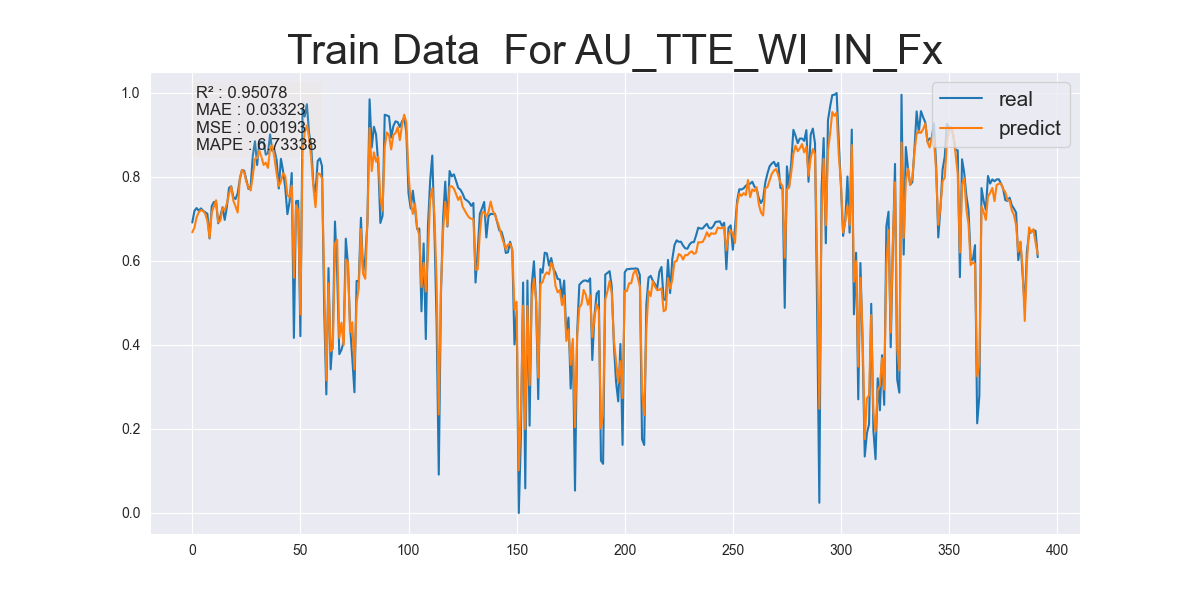 Train Data  For AU_TTE_WI_IN_Fx
R² : 0.95078
MAE : 0.03323
MSE : 0.00193
MAPE : 6.73338
real
predict
1.0
0.8
0.6
0.4
0.2
0.0
0 50 100 150 200 250 300 350 400